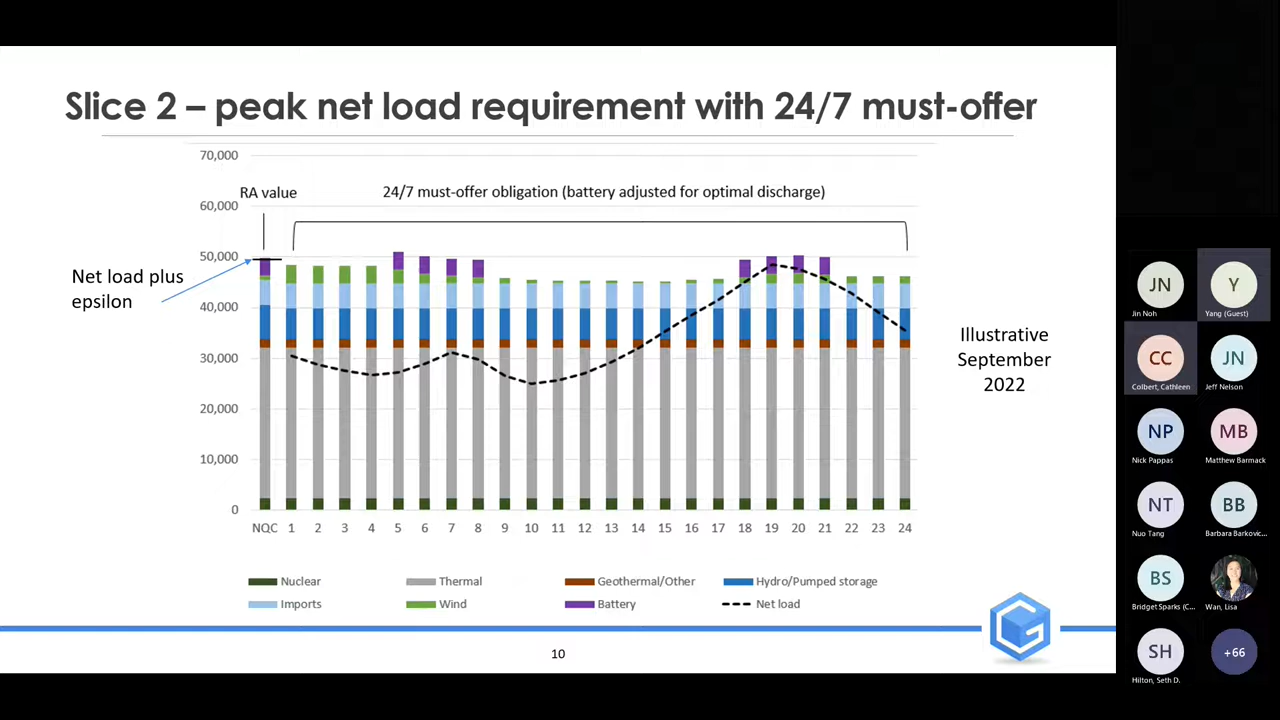 Slice 2 – peak net load requirement with 24/7 must-offer
70,000
60,000
50,000
40,000
30,000
20,000
10,000
0
RA value
24/7 must-offer obligation (battery adjusted for optimal discharge)
Net load plus
epsilon
Illustrative
September
2022
NQC 1 2 3 4 5 6 7 8 9 10 11 12 13 14 15 16 17 18 19 20 21 22 23 24
Nuclear Thermal Geothermal/Other Hydro/Pumped storage
Imports Wind Battery Net load
10
JN Y
Jin Noh Yang (Guest)
CC JN
Colbert, Cathleen Jeff Nelson
NP MB
Nick Pappas Matthew Barmack
NT BB
Nuo Tang Barbara Barkovic...
BS
Bridget Sparks (C... Wan, Lisa
SH +66
Hilton, Seth D.